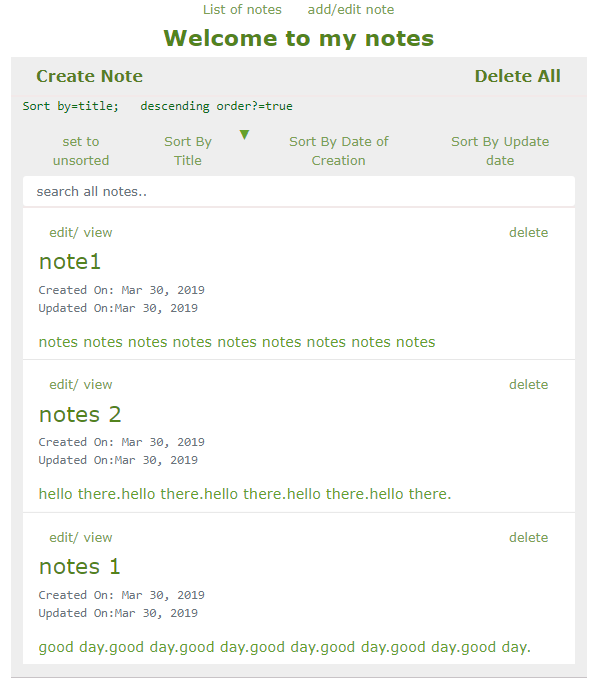 List of notes add/edit note
Welcome to my notes
Create Note Delete All
Sort by=title; descending order?=true
set to unsorted Sort By Title ▼ Sort By Date of Creation Sort By Update date
search all notes..
edit/ view delete
note1
Created On: Mar 30, 2019
Updated On:Mar 30, 2019
notes notes notes notes notes notes notes notes notes
edit/ view delete
notes 2
Created On: Mar 30, 2019
Updated On:Mar 30, 2019
hello there.hello there.hello there.hello there.hello there.
edit/ view delete
notes 1
Created On: Mar 30, 2019
Updated On:Mar 30, 2019
good day.good day.good day.good day.good day.good day.good day.